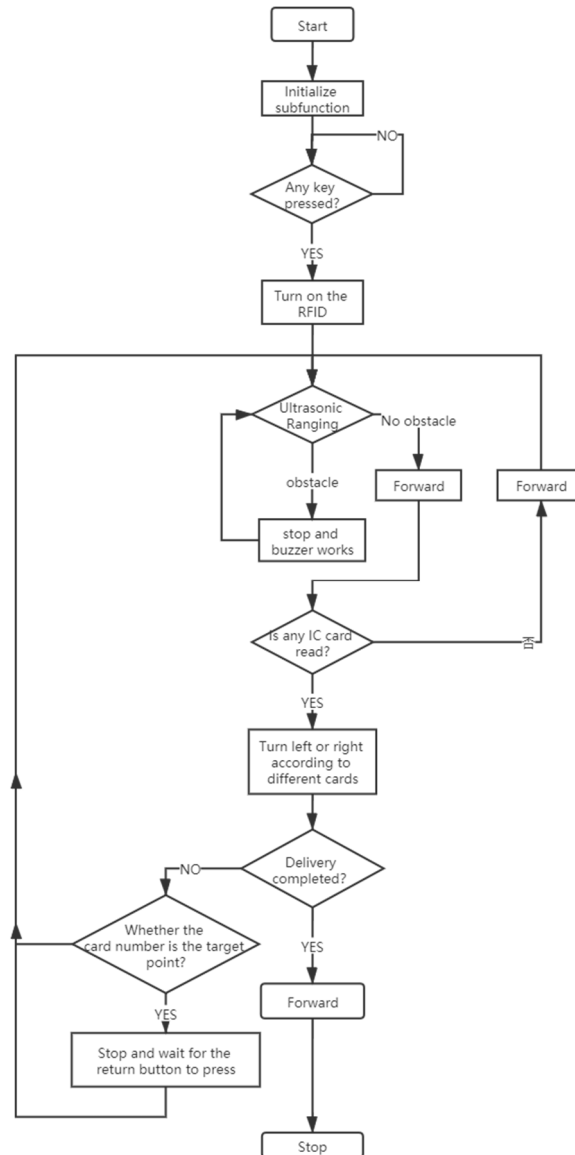 Start
Initialize
subfunction
NO
Any key
pressed?
YES
Turn on the
RFID
Ultrasonic
Ranging
No obstacle
obstacle
Forward
Forward
stop and
buzzer works
Is any IC card
read?
YES
Turn left or right
according to
different cards
Delivery
completed?
NO
Whether the
card number is the target
point?
YES
YES
Forward
Stop and wait for the
return button to press
Stop